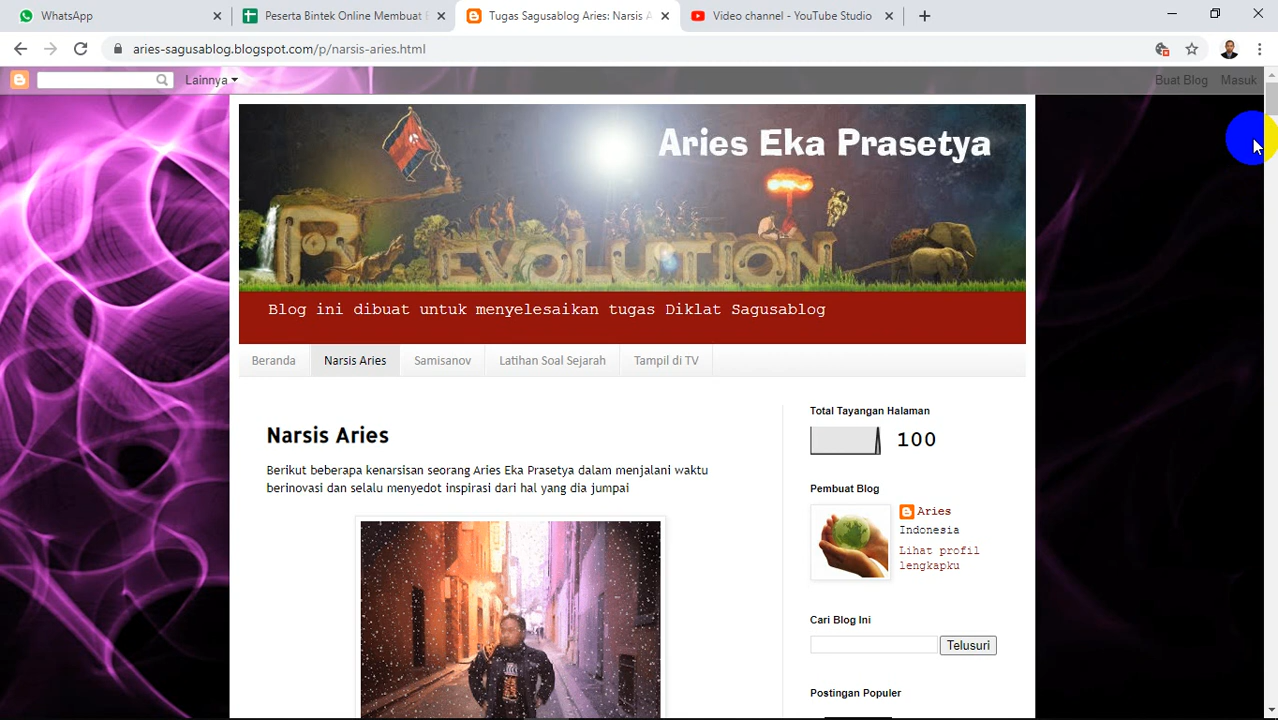 WhatsApp
Peserta Bintek Online Membuat E
Tugas Sagusablog Aries: Narsis A
Video channel - YouTube Studio
aries-sagusablog.blogspot.com/p/narsis-aries.html
Lainnya
Buat Blog Masuk
Aries Eka Prasetya
REVOLUTION
Blog ini dibuat untuk menyelesaikan tugas Diklat Sagusablog
Beranda Narsis Aries Samisanov Latihan Soal Sejarah Tampil di TV
Narsis Aries
Berikut beberapa kenarsisan seorang Aries Eka Prasetya dalam menjalani waktu
berinovasi dan selalu menyedot inspirasi dari hal yang dia jumpai
Total Tayangan Halaman
100
Pembuat Blog
Aries
Indonesia
Lihat profil
lengkapku
Cari Blog Ini
Telusuri
Postingan Populer